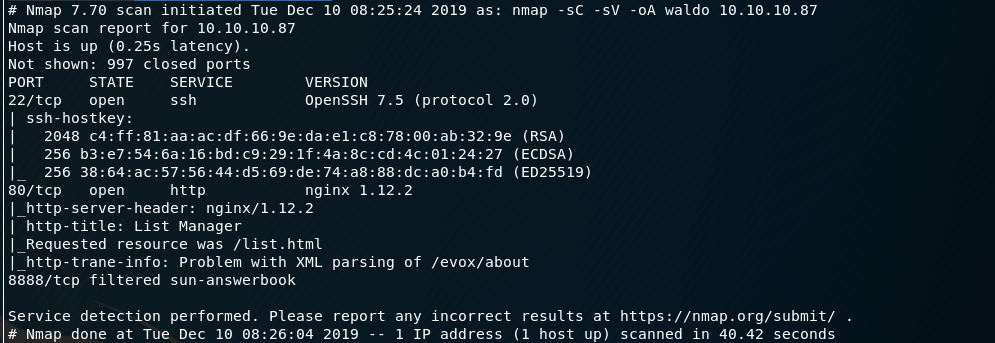 # Nmap 7.70 scan initiated Tue Dec 10 08:25:24 2019 as: nmap -sC -sV -oA waldo 10.10.10.87
Nmap scan report for 10.10.10.87
Host is up (0.25s latency).
Not shown: 997 closed ports
PORT     STATE    SERVICE        VERSION
22/tcp   open     ssh            OpenSSH 7.5 (protocol 2.0)
| ssh-hostkey:
|   2048 c4:ff:81:aa:ac:df:66:9e:da:e1:c8:78:00:ab:32:9e (RSA)
|   256 b3:e7:54:6a:16:bd:c9:29:1f:4a:8c:cd:4c:01:24:27 (ECDSA)
|_  256 38:64:ac:57:56:44:d5:69:de:74:a8:88:dc:a0:b4:fd (ED25519)
80/tcp   open     http           nginx 1.12.2
|_http-server-header: nginx/1.12.2
| http-title: List Manager
|_Requested resource was /list.html
|_http-trane-info: Problem with XML parsing of /evox/about
8888/tcp filtered sun-answerbook

Service detection performed. Please report any incorrect results at https://nmap.org/submit/ .
# Nmap done at Tue Dec 10 08:26:04 2019 -- 1 IP address (1 host up) scanned in 40.42 seconds